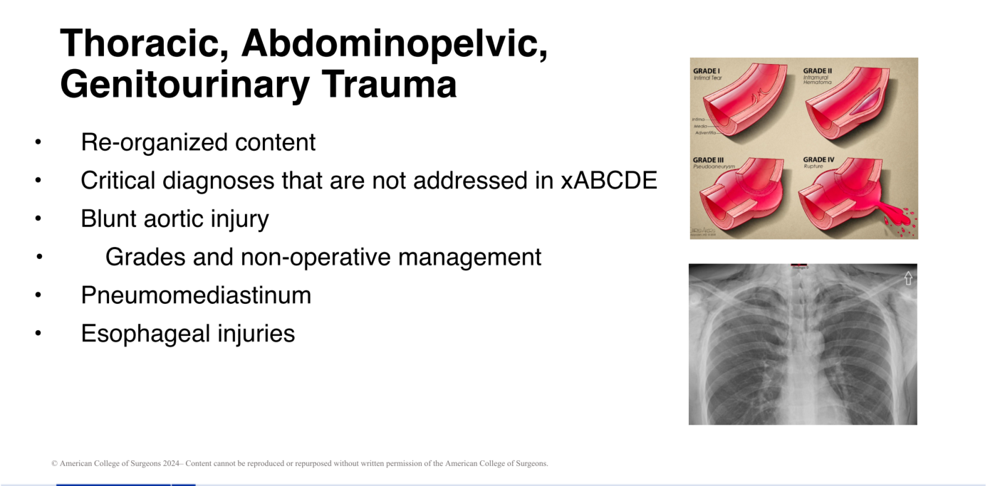 Thoracic, Abdominopelvic,
Genitourinary Trauma
• Re-organized content
• Critical diagnoses that are not addressed in xABCDE
• Blunt aortic injury
• Grades and non-operative management
• Pneumomediastinum
• Esophageal injuries
GRADE I
Intimal Tear
Intima
Media
Adventitia
GRADE II
Intramural
Hematoma
GRADE III
Pseudoaneurysm
GRADE IV
Rupture
© American College of Surgeons 2024– Content cannot be reproduced or repurposed without written permission of the American College of Surgeons.